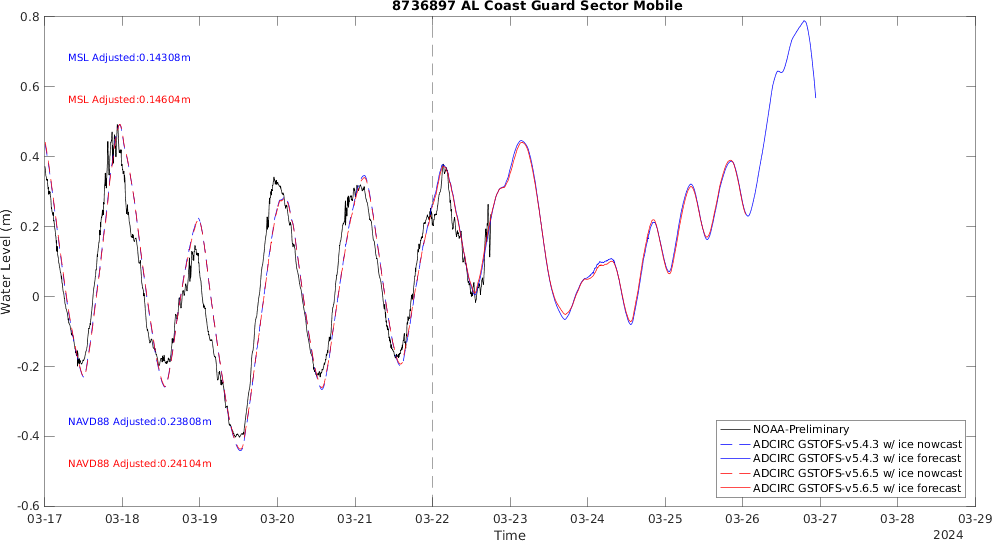 8736897 AL Coast Guard Sector Mobile
0.8
0.6
0.4
0.2
0
-0.2
-0.4
-0.6
Water Level (m)
MSL Adjusted:0.14308m
MSL Adjusted:0.14604m
NAVD88 Adjusted:0.23808m
NAVD88 Adjusted:0.24104m
NOAA-Preliminary
ADCIRC GSTOFS-v5.4.3 w/ ice nowcast
ADCIRC GSTOFS-v5.4.3 w/ ice forecast
ADCIRC GSTOFS-v5.6.5 w/ ice nowcast
ADCIRC GSTOFS-v5.6.5 w/ ice forecast
03-17 03-18 03-19 03-20 03-21 03-22 03-23 03-24 03-25 03-26 03-27 03-28 03-29
Time
2024